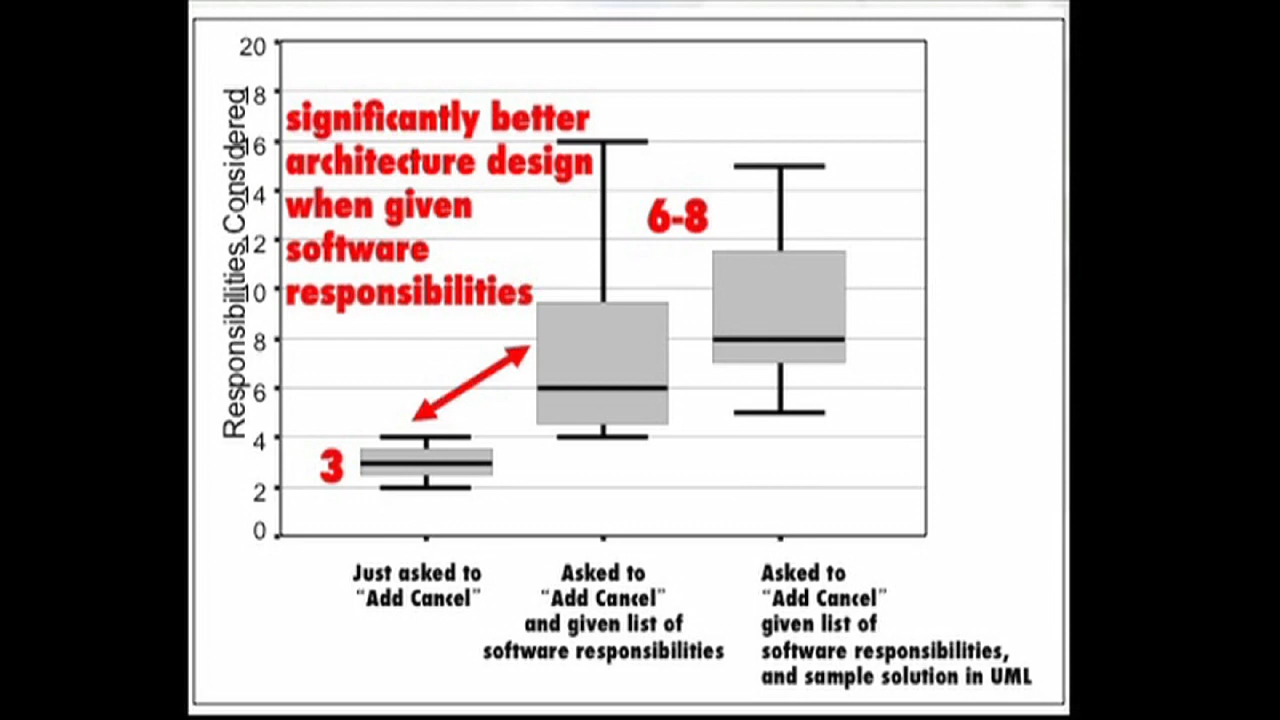 20
18
16
14
12
10
8
6
4
2
0
Responsibilities Considered
significantly better
architecture design
when given
software
responsibilities
6-8
3
Just asked to
“Add Cancel”
Asked to
“Add Cancel”
and given list of
software responsibilities
Asked to
“Add Cancel”
given list of
software responsibilities,
and sample solution in UML